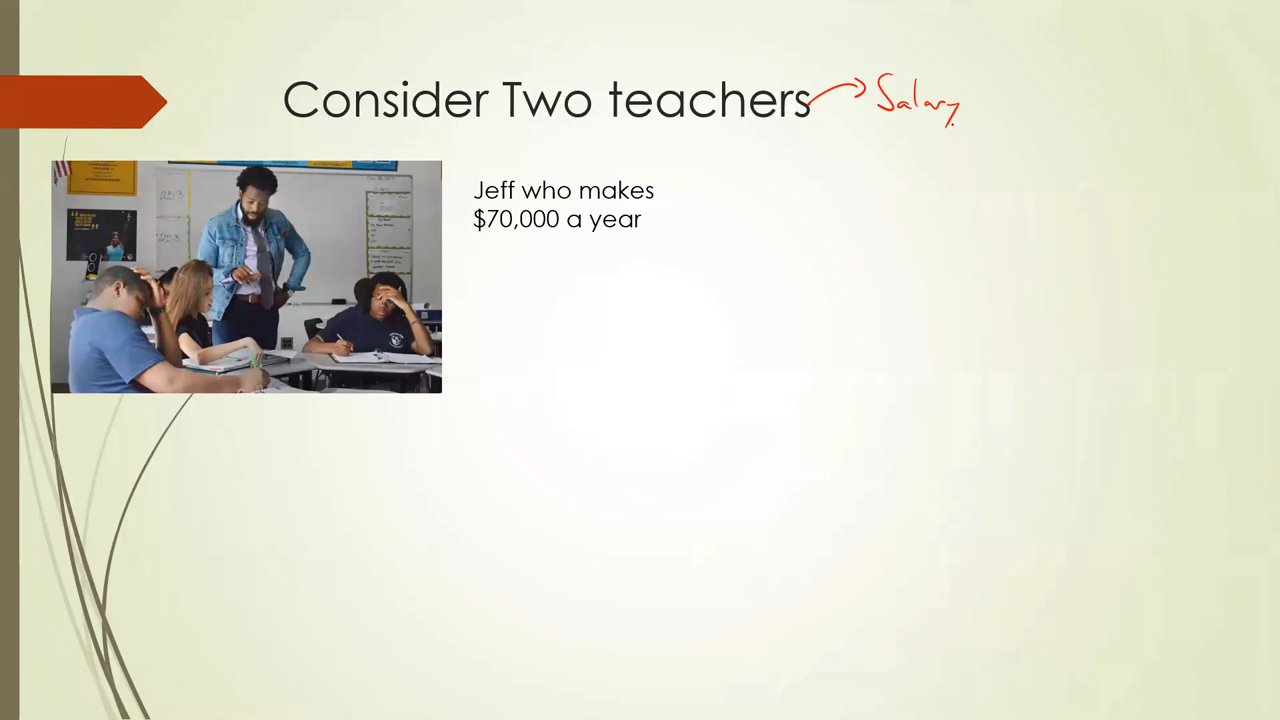 Consider Two teachers Salary
Jeff who makes
$70,000 a year